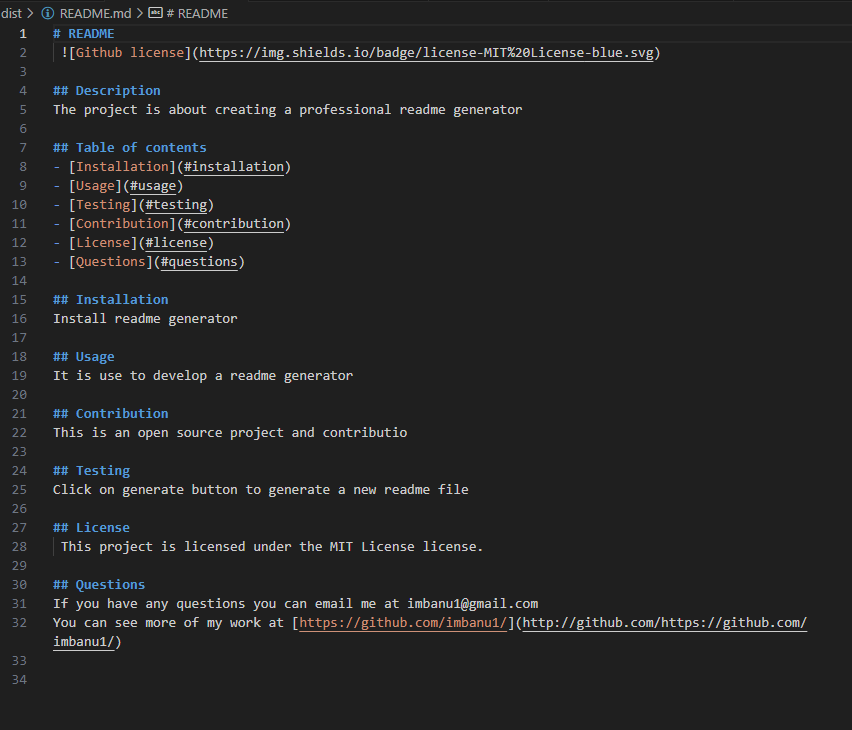 dist > README.md > # README
1 # README
2 ![Github license](https://img.shields.io/badge/license-MIT%20License-blue.svg)
3
4 ## Description
5 The project is about creating a professional readme generator
6
7 ## Table of contents
8 - [Installation](#installation)
9 - [Usage](#usage)
10 - [Testing](#testing)
11 - [Contribution](#contribution)
12 - [License](#license)
13 - [Questions](#questions)
14
15 ## Installation
16 Install readme generator
17
18 ## Usage
19 It is use to develop a readme generator
20
21 ## Contribution
22 This is an open source project and contributio
23
24 ## Testing
25 Click on generate button to generate a new readme file
26
27 ## License
28 This project is licensed under the MIT License license.
29
30 ## Questions
31 If you have any questions you can email me at imbanu1@gmail.com
32 You can see more of my work at [https://github.com/imbanu1/](http://github.com/https://github.com/
imbanu1/)
33
34